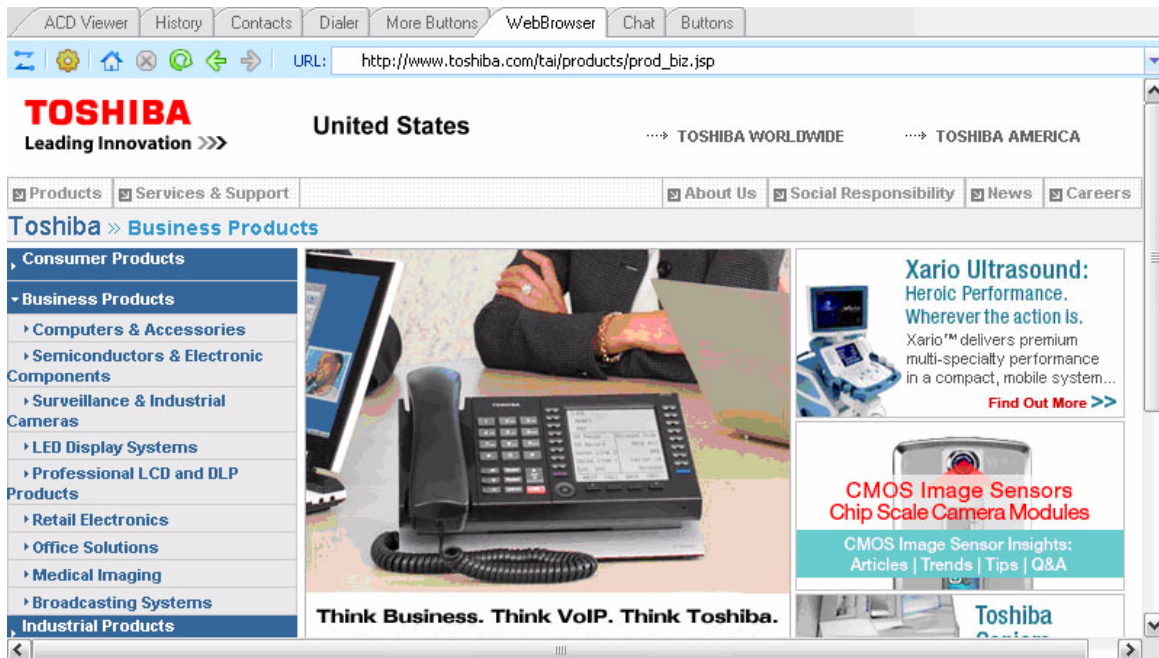 ACD Viewer History Contacts Dialer More Buttons WebBrowser Chat Buttons
URL: http://www.toshiba.com/tai/products/prod_biz.jsp
TOSHIBA
Leading Innovation >>>
United States
TOSHIBA WORLDWIDE TOSHIBA AMERICA
Products Services & Support About Us Social Responsibility News Careers
Toshiba » Business Products
Consumer Products
Business Products
Computers & Accessories
Semiconductors & Electronic
Components
Surveillance & Industrial
Cameras
LED Display Systems
Professional LCD and DLP
Products
Retail Electronics
Office Solutions
Medical Imaging
Broadcasting Systems
Industrial Products
TOSHIBA
Think Business. Think VoIP. Think Toshiba.
Xario Ultrasound:
Heroic Performance.
Wherever the action is.
Xario™ delivers premium
multi-specialty performance
in a compact, mobile system...
Find Out More >>
CMOS Image Sensors
Chip Scale Camera Modules
CMOS Image Sensor Insights:
Articles | Trends | Tips | Q&A
Toshiba